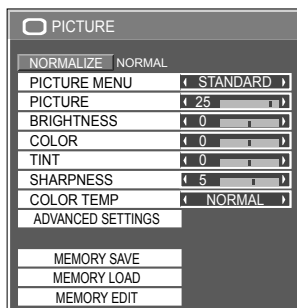 PICTURE
NORMALIZE NORMAL
PICTURE MENU STANDARD
PICTURE 25
BRIGHTNESS 0
COLOR 0
TINT 0
SHARPNESS 5
COLOR TEMP NORMAL
ADVANCED SETTINGS
MEMORY SAVE
MEMORY LOAD
MEMORY EDIT